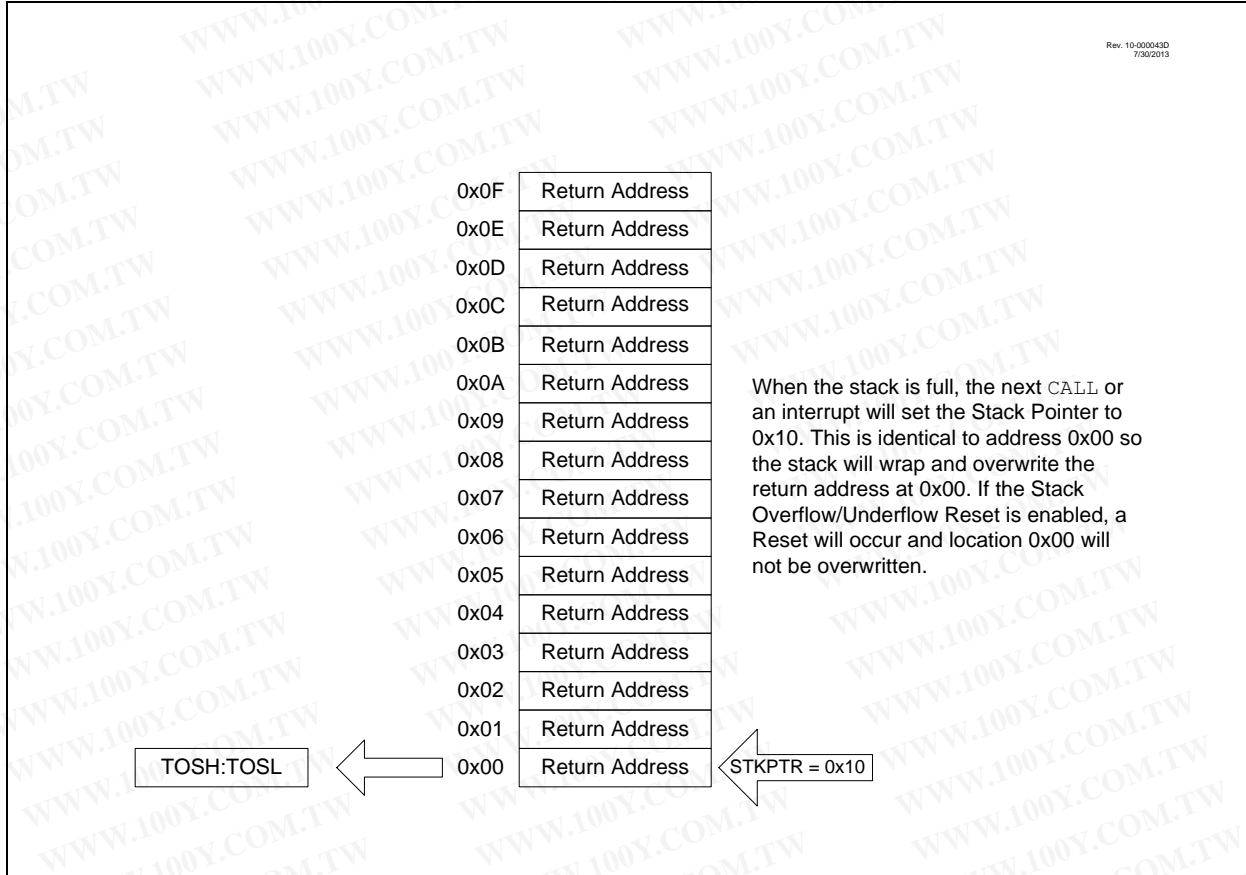 Rev. 10-000043D
7/30/2013
0x0F Return Address
0x0E Return Address
0x0D Return Address
0x0C Return Address
0x0B Return Address
0x0A Return Address
0x09 Return Address
0x08 Return Address
0x07 Return Address
0x06 Return Address
0x05 Return Address
0x04 Return Address
0x03 Return Address
0x02 Return Address
0x01 Return Address
TOSH:TOSL 0x00 Return Address STKPTR = 0x10
When the stack is full, the next CALL or
an interrupt will set the Stack Pointer to
0x10. This is identical to address 0x00 so
the stack will wrap and overwrite the
return address at 0x00. If the Stack
Overflow/Underflow Reset is enabled, a
Reset will occur and location 0x00 will
not be overwritten.
WWW.100Y.COM.TW